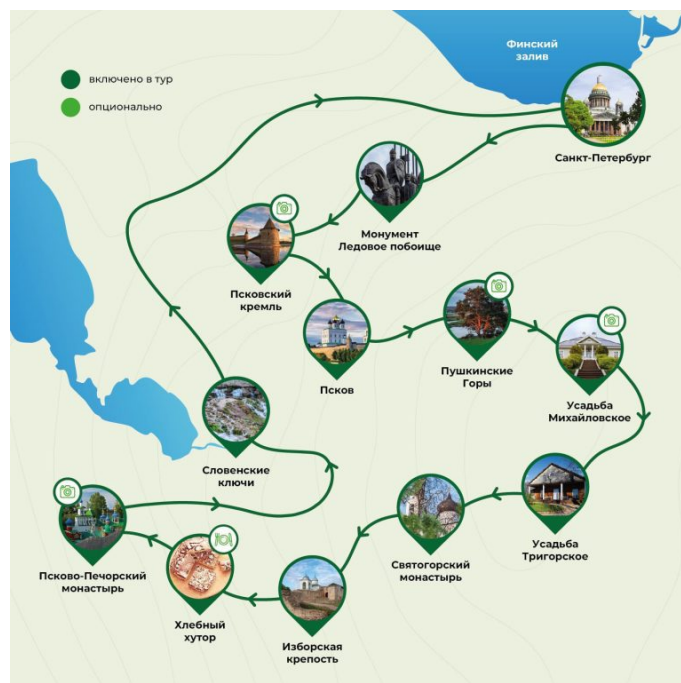 Финский
залив
включено в тур
опционально
Санкт-Петербург
Монумент
Ледовое побоище
Псковский
кремль
Псков
Пушкинские
Горы
Усадьба
Михайловское
Словенские
ключи
Усадьба
Тригорское
Святогорский
монастырь
Псково-Печорский
монастырь
Хлебный
хутор
Изборская
крепость